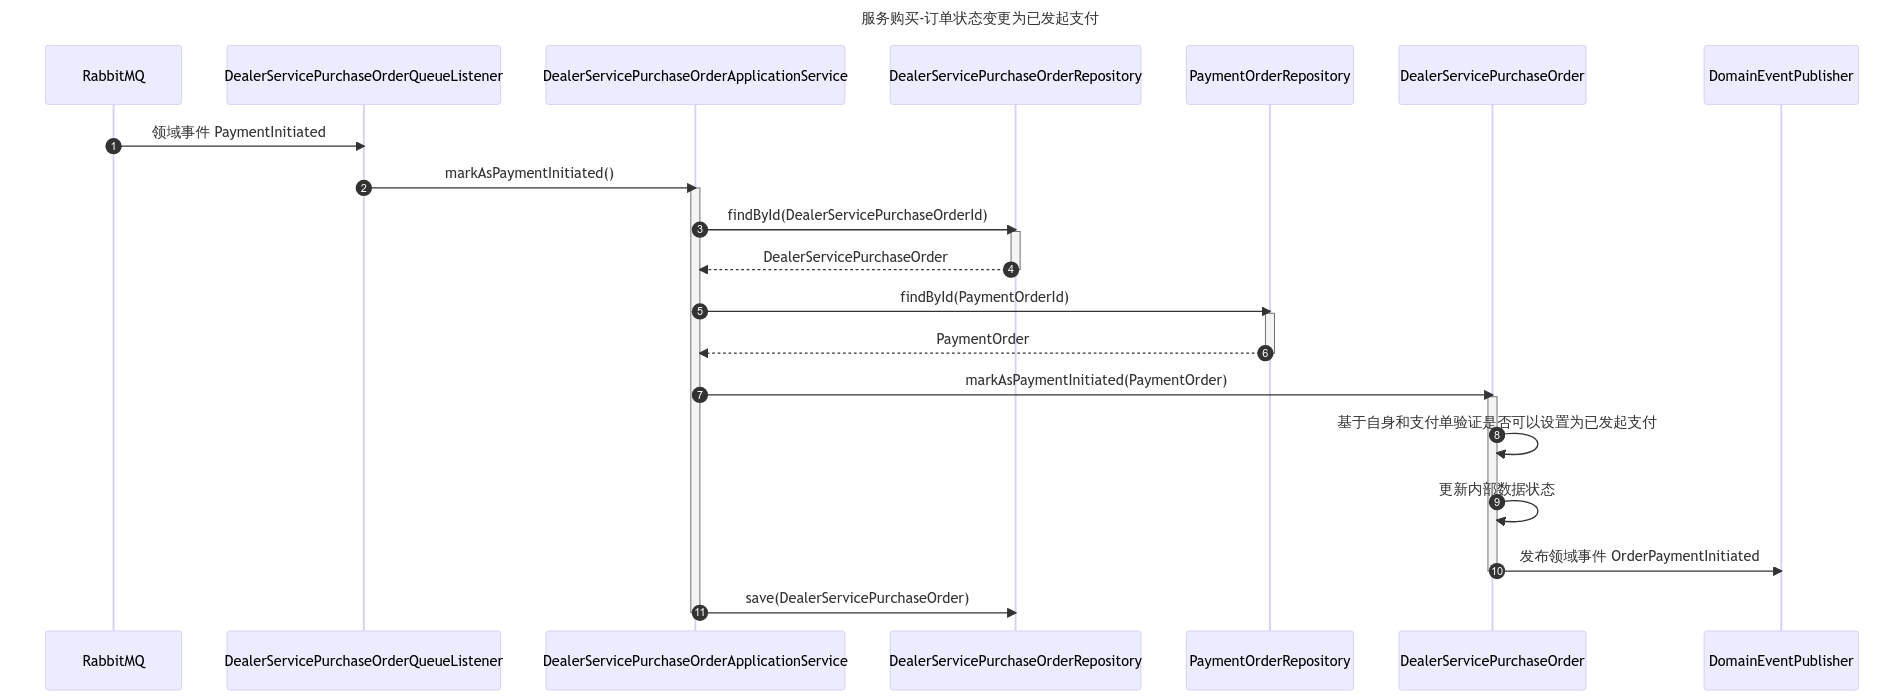 服务购买-订单状态变更为已发起支付
RabbitMQ
DealerServicePurchaseOrderQueueListener
DealerServicePurchaseOrderApplicationService
DealerServicePurchaseOrderRepository
PaymentOrderRepository
DealerServicePurchaseOrder
DomainEventPublisher
领域事件 PaymentInitiated
1
markAsPaymentInitiated()
2
findById(DealerServicePurchaseOrderId)
3
DealerServicePurchaseOrder
4
findById(PaymentOrderId)
5
PaymentOrder
6
markAsPaymentInitiated(PaymentOrder)
7
基于自身和支付单验证是否可以设置为已发起支付
8
更新内部数据状态
9
发布领域事件 OrderPaymentInitiated
10
save(DealerServicePurchaseOrder)
11
RabbitMQ
DealerServicePurchaseOrderQueueListener
DealerServicePurchaseOrderApplicationService
DealerServicePurchaseOrderRepository
PaymentOrderRepository
DealerServicePurchaseOrder
DomainEventPublisher